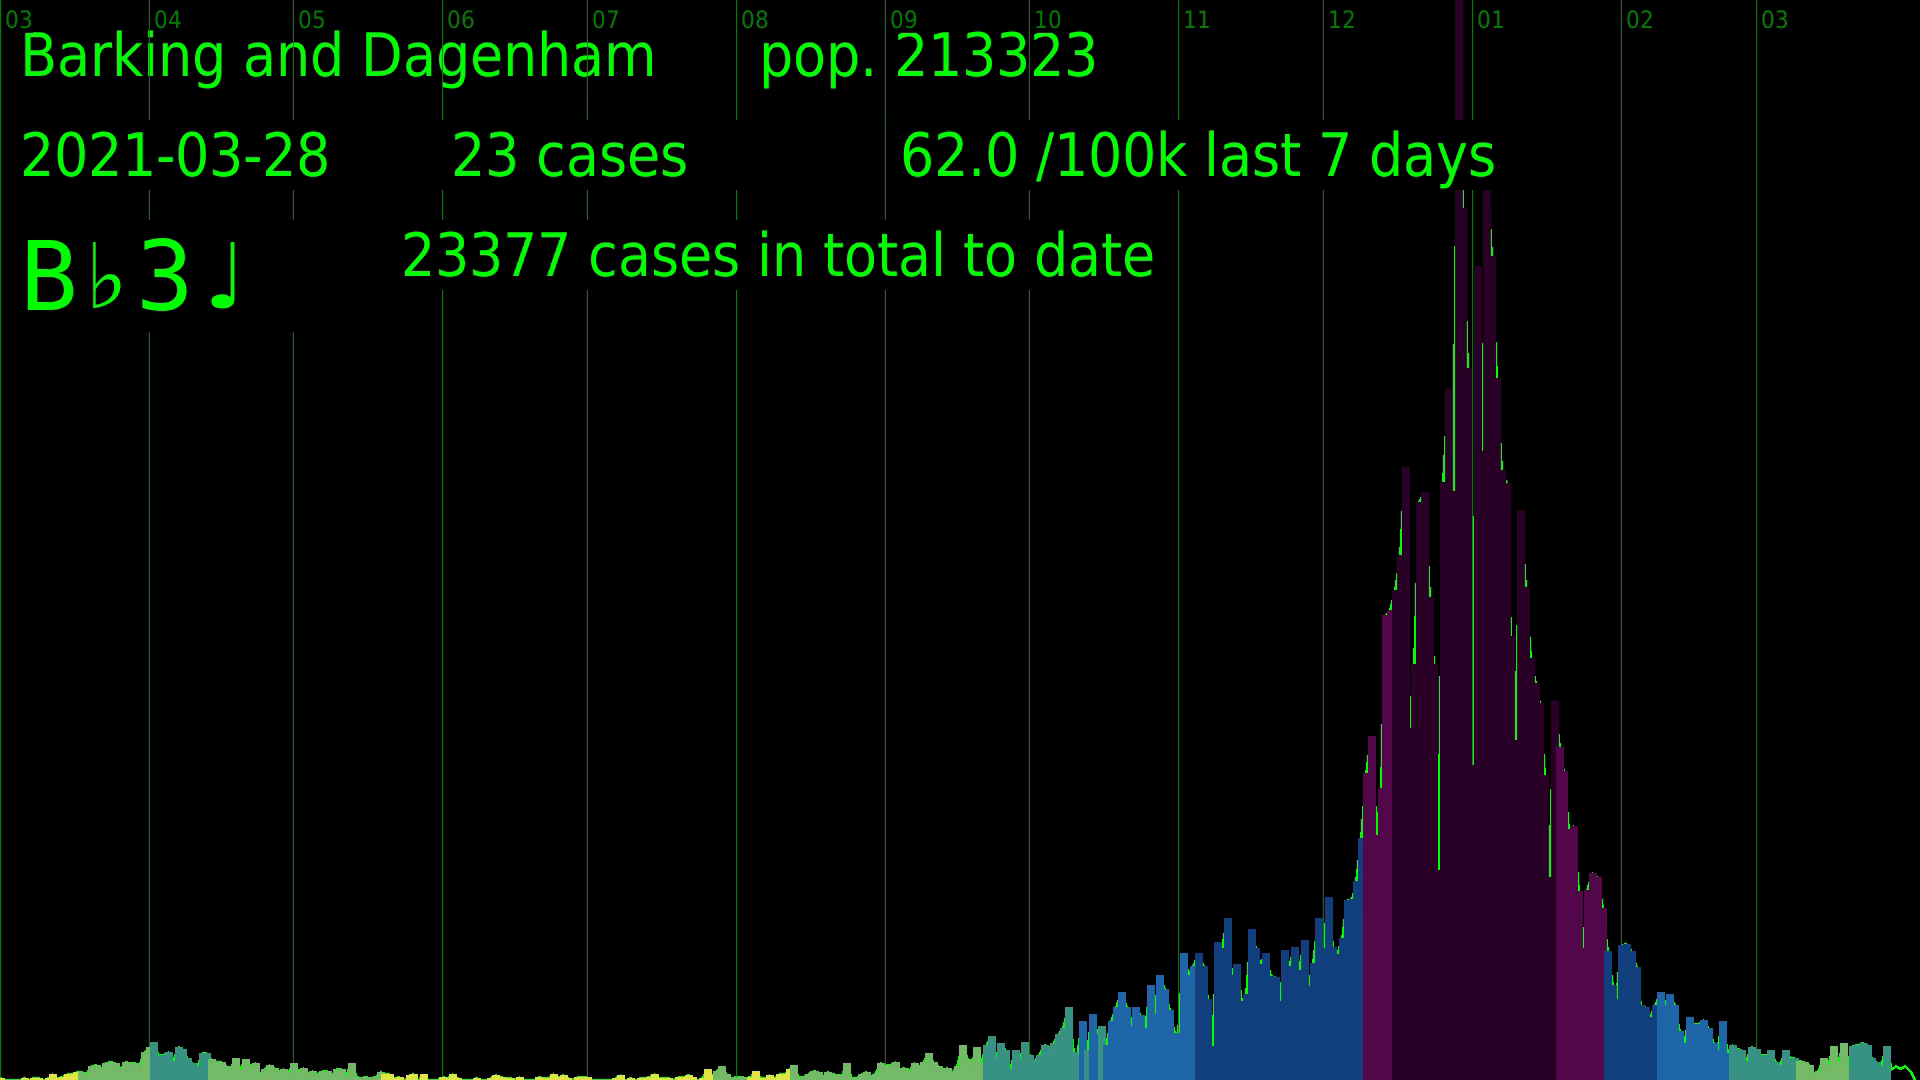 03 04 05 06 07 08 09 10 11 12 01 02 03
Barking and Dagenham pop. 213323
2021-03-28 23 cases 62.0 /100k last 7 days
B♭3♩ 23377 cases in total to date